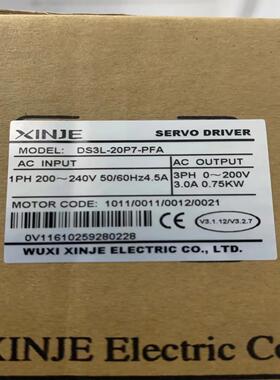 XINJE SERVO DRIVER
MODEL: DS3L-20P7-PFA
AC INPUT AC OUTPUT
1PH 200~240V 50/60Hz4.5A 3PH 0~200V
3.0A 0.75KW
MOTOR CODE: 1011/0011/0012/0021
V3.1.12/V3.2.7
0V11610259280228
WUXI XINJE ELECTRIC CO., LTD.
XINJE Electric Co